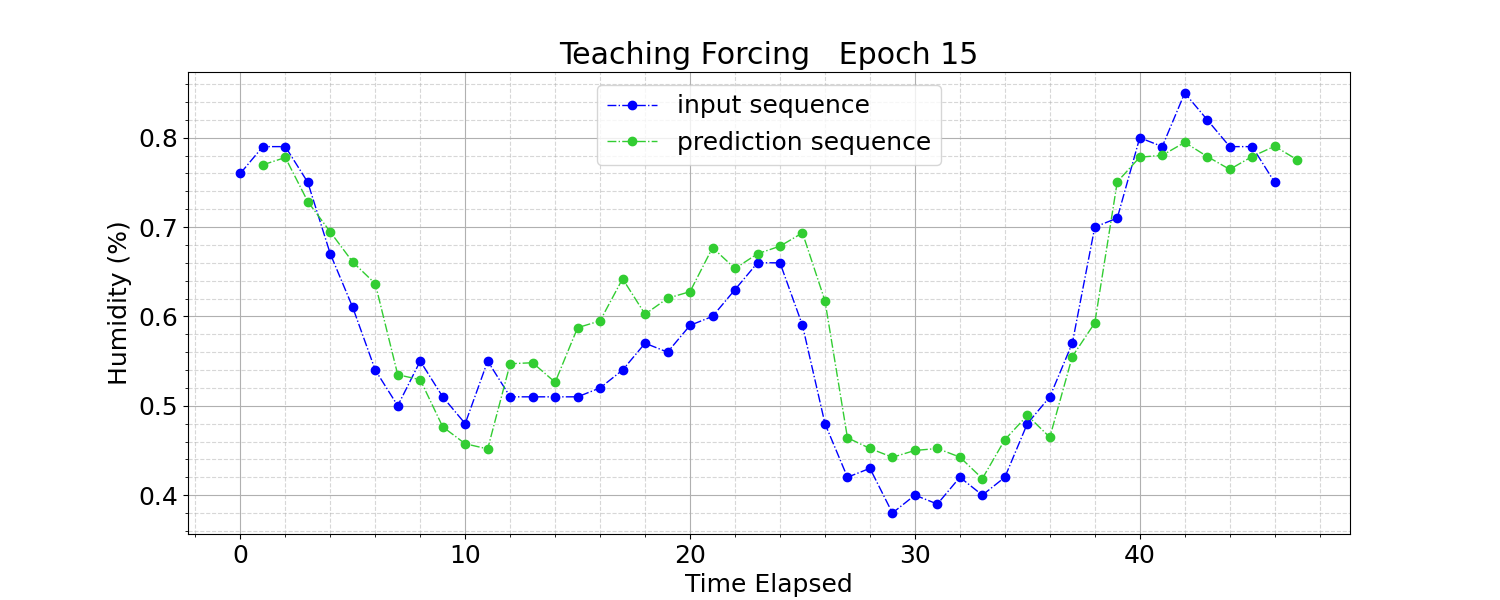 Teaching Forcing   Epoch 15
input sequence
prediction sequence
Humidity (%)
0.8
0.7
0.6
0.5
0.4
0 10 20 30 40
Time Elapsed